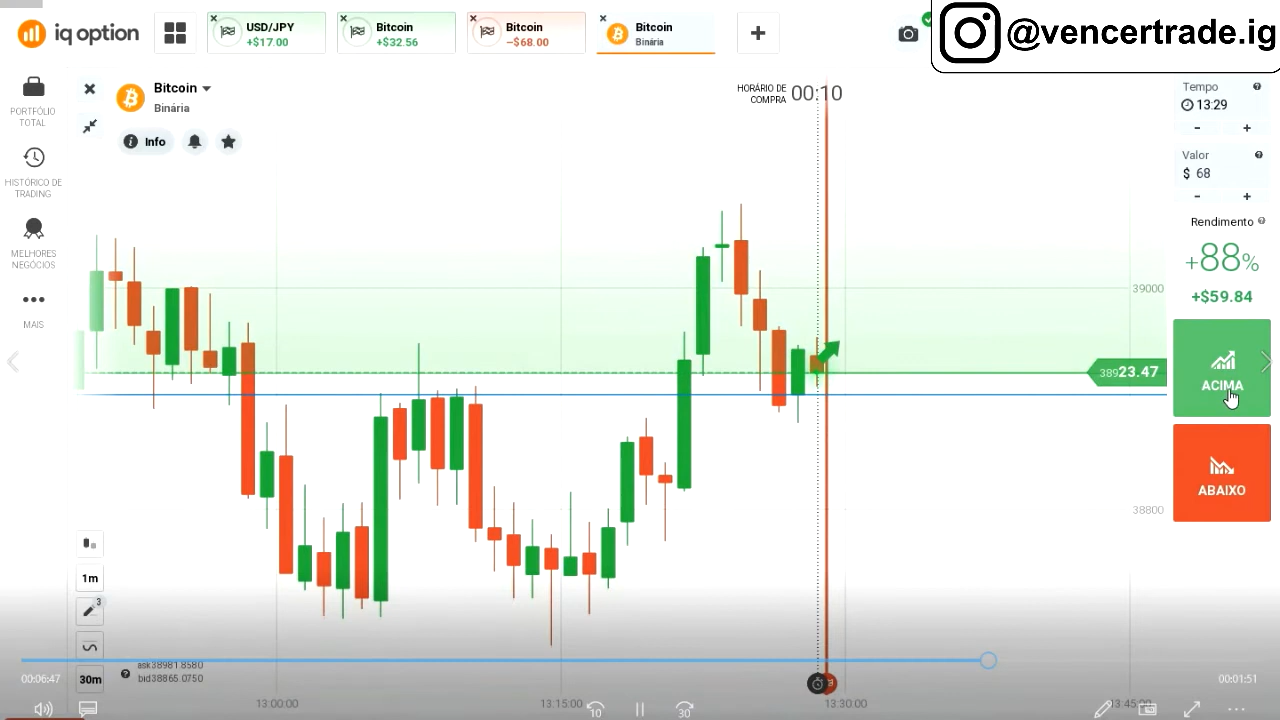 iq option
USD/JPY
+$17.00
Bitcoin
+$32.56
Bitcoin
−$68.00
Bitcoin
Binária
@vencertrade.ig
PORTFÓLIO
TOTAL
HISTÓRICO DE
TRADING
MELHORES
NEGÓCIOS
MAIS
Bitcoin
Binária
Info
HORÁRIO DE
COMPRA
00:10
Tempo
13:29
- +
Valor
$ 68
- +
Rendimento
+88%
+$59.84
ACIMA
ABAIXO
39000
38923.47
38800
1m
3
30m
ask38981.8580
bid38865.0750
13:00:00
13:15:00
13:30:00
13:45:00
00:06:47
00:01:51
10
30